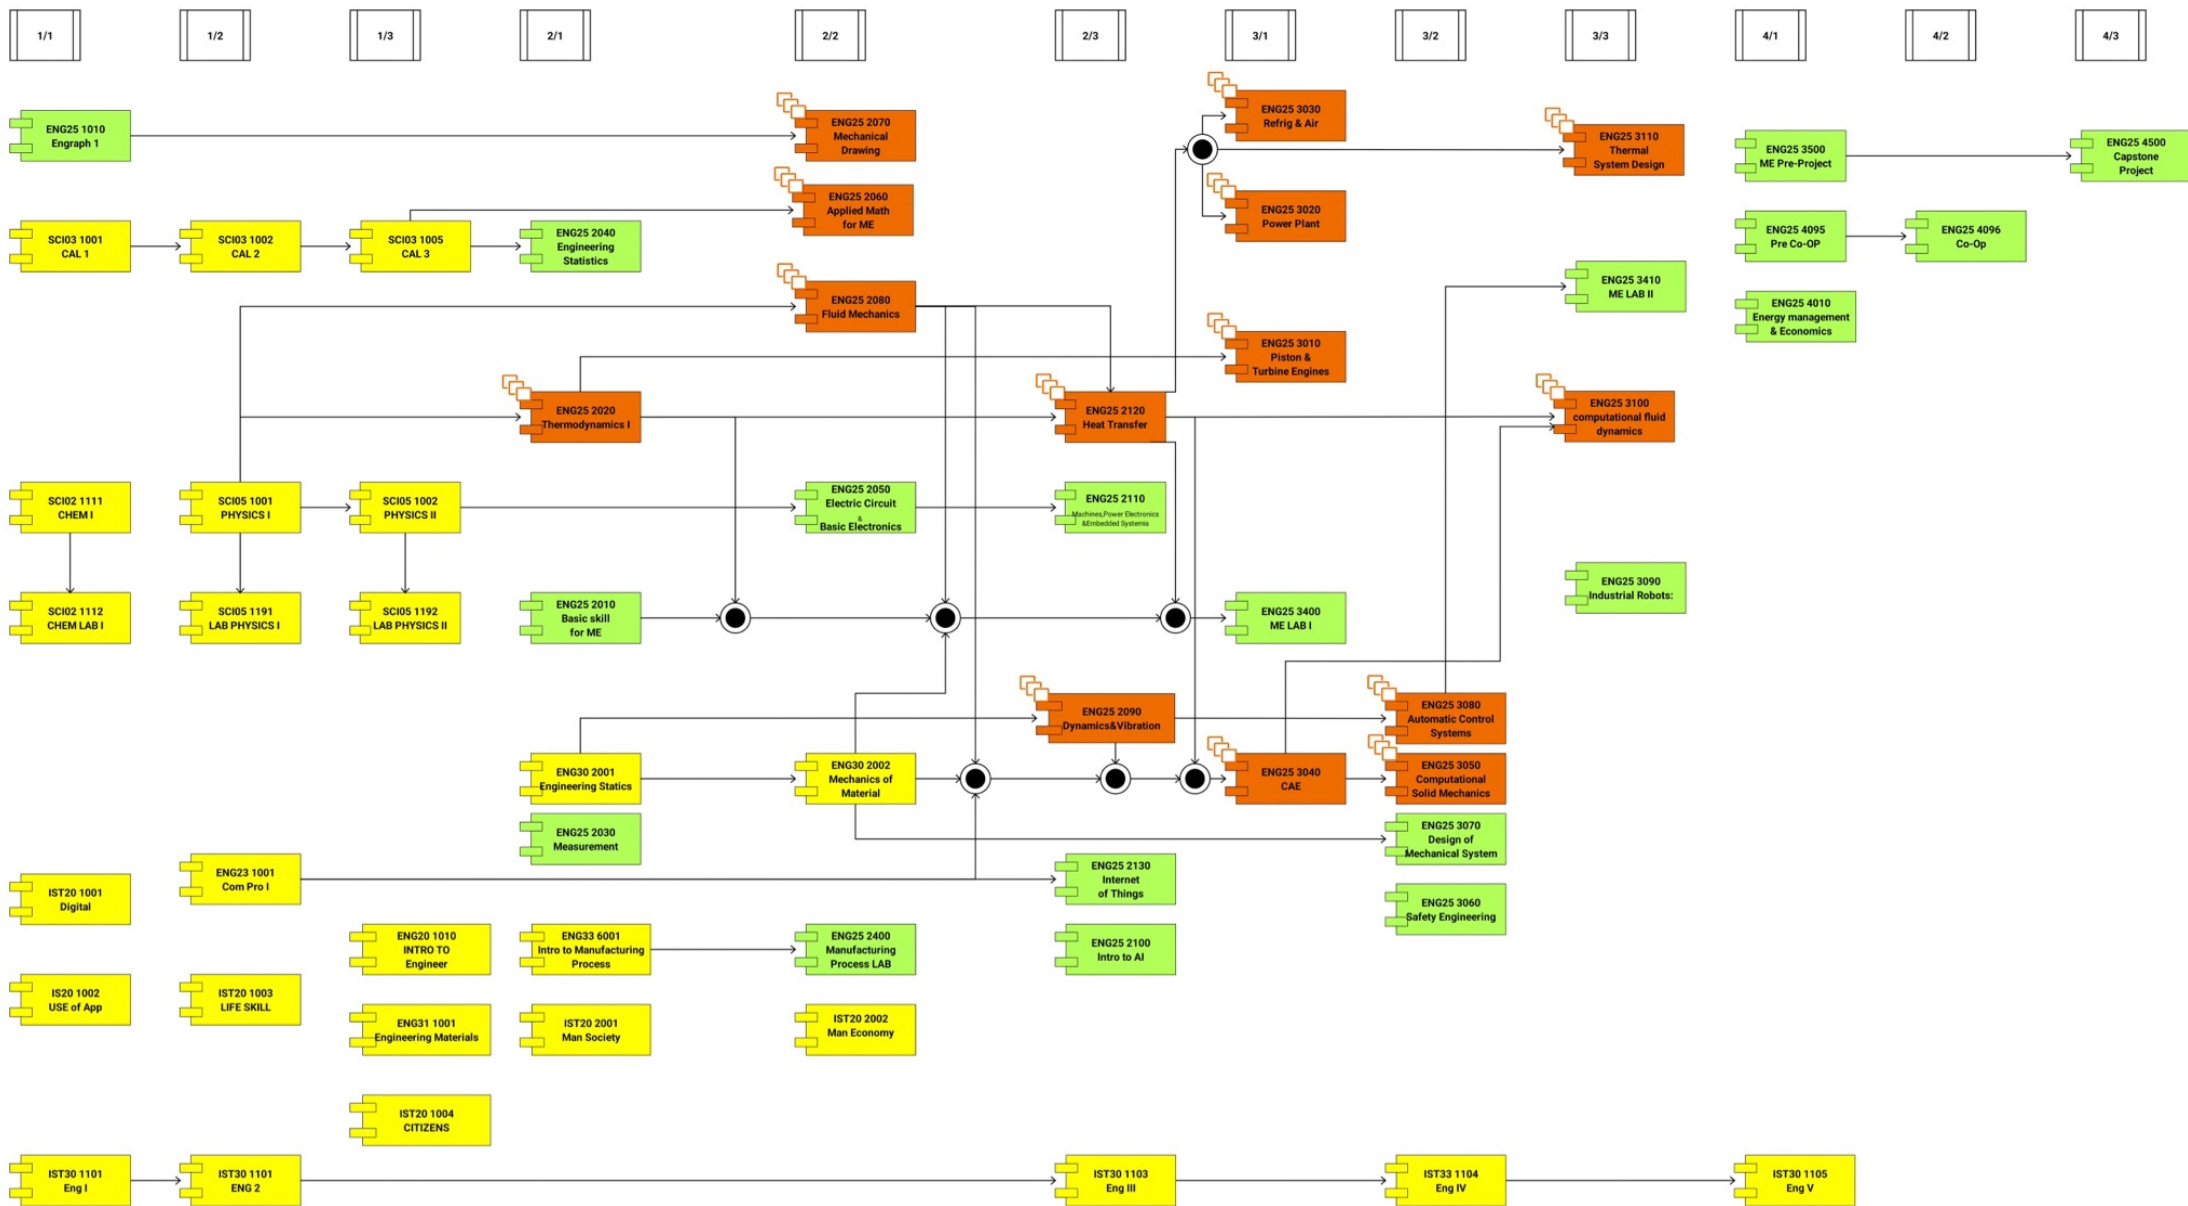 1/1
1/2
1/3
2/1
2/2
2/3
3/1
3/2
3/3
4/1
4/2
4/3
ENG25 1010
Engraph 1
ENG25 2070
Mechanical
Drawing
ENG25 3030
Refrig & Air
ENG25 3110
Thermal
System Design
ENG25 3500
ME Pre-Project
ENG25 4500
Capstone
Project
ENG25 2060
Applied Math
for ME
ENG25 3020
Power Plant
SCI03 1001
CAL 1
SCI03 1002
CAL 2
SCI03 1005
CAL 3
ENG25 2040
Engineering
Statistics
ENG25 4095
Pre Co-OP
ENG25 4096
Co-Op
ENG25 2080
Fluid Mechanics
ENG25 3410
ME LAB II
ENG25 4010
Energy management
& Economics
ENG25 3010
Piston &
Turbine Engines
ENG25 2020
Thermodynamics I
ENG25 2120
Heat Transfer
ENG25 3100
computational fluid
dynamics
SCI02 1111
CHEM I
SCI05 1001
PHYSICS I
SCI05 1002
PHYSICS II
ENG25 2050
Electric Circuit
&
Basic Electronics
ENG25 2110
Machines,Power Electronics
&Embedded Systemis
SCI02 1112
CHEM LAB I
SCI05 1191
LAB PHYSICS I
SCI05 1192
LAB PHYSICS II
ENG25 2010
Basic skill
for ME
ENG25 3400
ME LAB I
ENG25 3090
Industrial Robots:
ENG25 2090
Dynamics&Vibration
ENG25 3080
Automatic Control
Systems
ENG30 2001
Engineering Statics
ENG30 2002
Mechanics of
Material
ENG25 3040
CAE
ENG25 3050
Computational
Solid Mechanics
ENG25 2030
Measurement
ENG25 3070
Design of
Mechanical System
IST20 1001
Digital
ENG23 1001
Com Pro I
ENG25 2130
Internet
of Things
ENG25 3060
Safety Engineering
ENG20 1010
INTRO TO
Engineer
ENG33 6001
Intro to Manufacturing
Process
ENG25 2400
Manufacturing
Process LAB
ENG25 2100
Intro to AI
IS20 1002
USE of App
IST20 1003
LIFE SKILL
ENG31 1001
Engineering Materials
IST20 2001
Man Society
IST20 2002
Man Economy
IST20 1004
CITIZENS
IST30 1101
Eng I
IST30 1101
ENG 2
IST30 1103
Eng III
IST33 1104
Eng IV
IST30 1105
Eng V